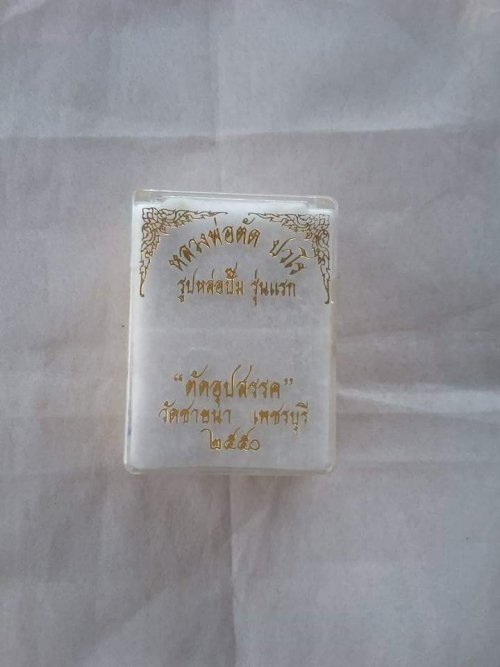 หลวงพ่อตัด ปวโร
รูปหล่อปั๊ม รุ่นแรก
"ตัดอุปสรรค"
วัดชายนา เพชรบุรี
๒๕๕๐